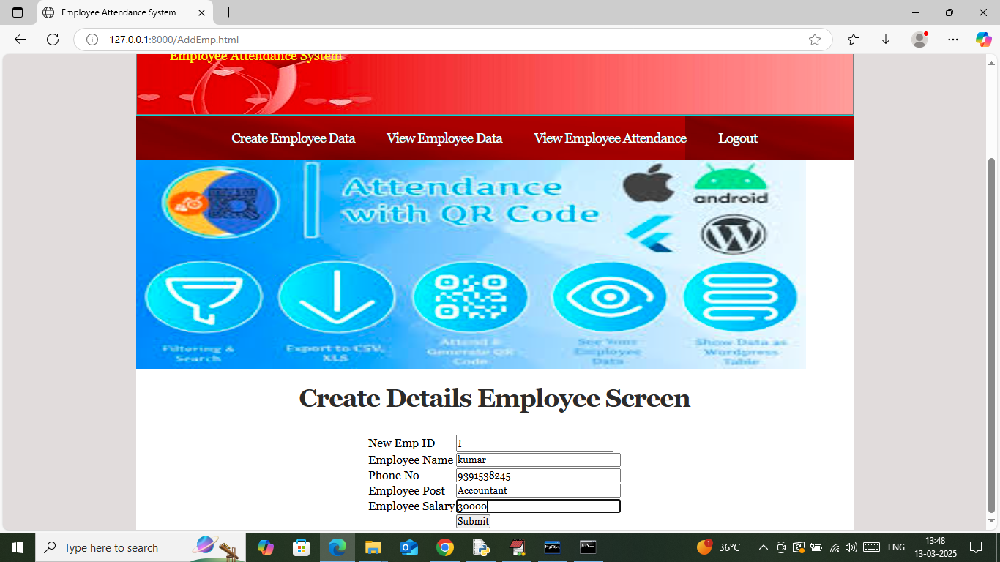 Employee Attendance System
127.0.0.1:8000/AddEmp.html
Employee Attendance System
Create Employee Data View Employee Data View Employee Attendance Logout
Attendance
with QR Code
android
Filtering &
Search
Export to CSV,
XLS
Attend &
Generate QR
Code
See Your
Employee
Data
Show Data as
Wordpress
Table
Create Details Employee Screen
New Emp ID 1
Employee Name kumar
Phone No 9391538245
Employee Post Accountant
Employee Salary 30000
Submit
Type here to search
1
36°C
ENG
13:48
13-03-2025